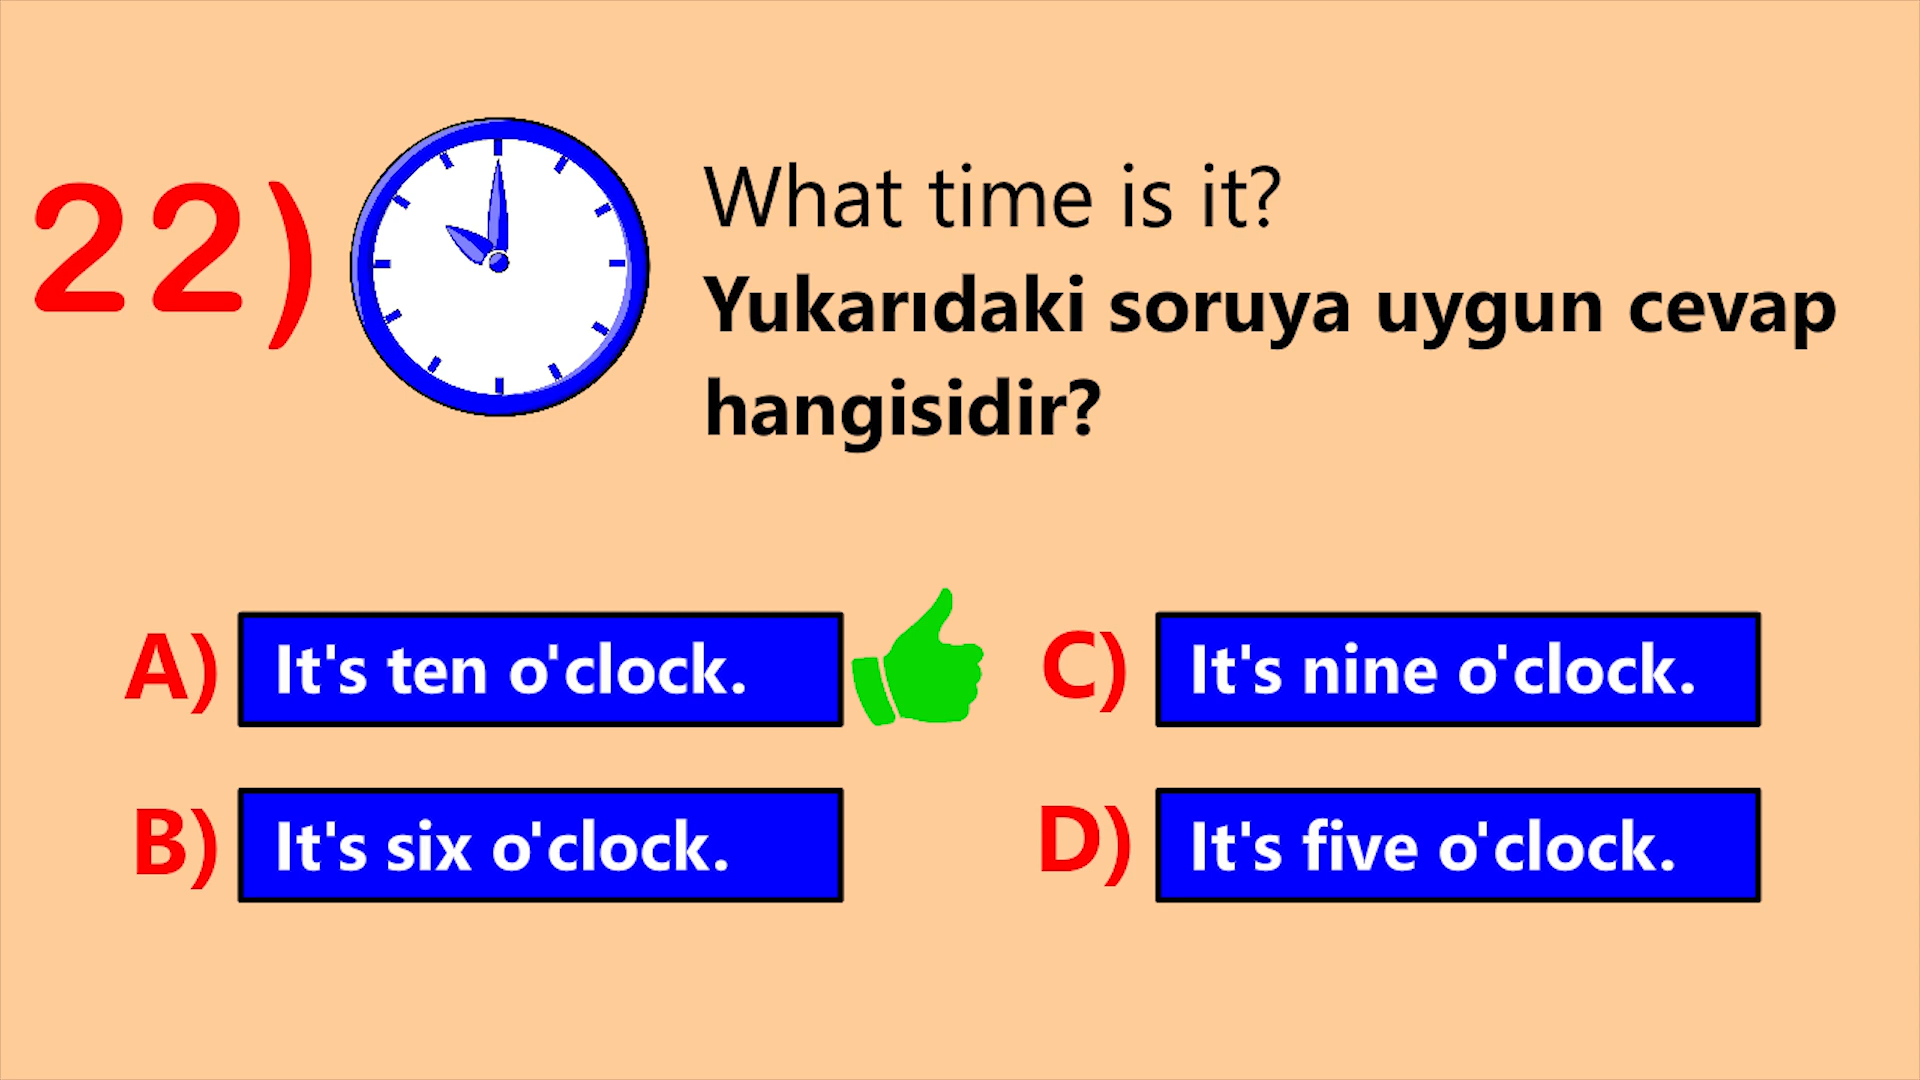 22)
What time is it?
Yukarıdaki soruya uygun cevap
hangisidir?
A) It's ten o'clock.
B) It's six o'clock.
C) It's nine o'clock.
D) It's five o'clock.